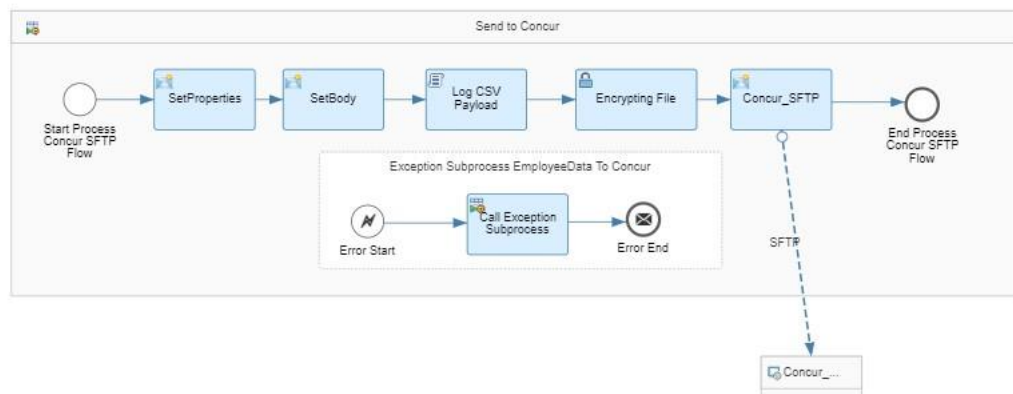 Send to Concur
SetProperties
SetBody
Log CSV
Payload
Encrypting File
Concur_SFTP
Start Process
Concur SFTP
Flow
End Process
Concur SFTP
Flow
Exception Subprocess EmployeeData To Concur
Call Exception
Subprocess
Error Start
Error End
SFTP
Concur_...